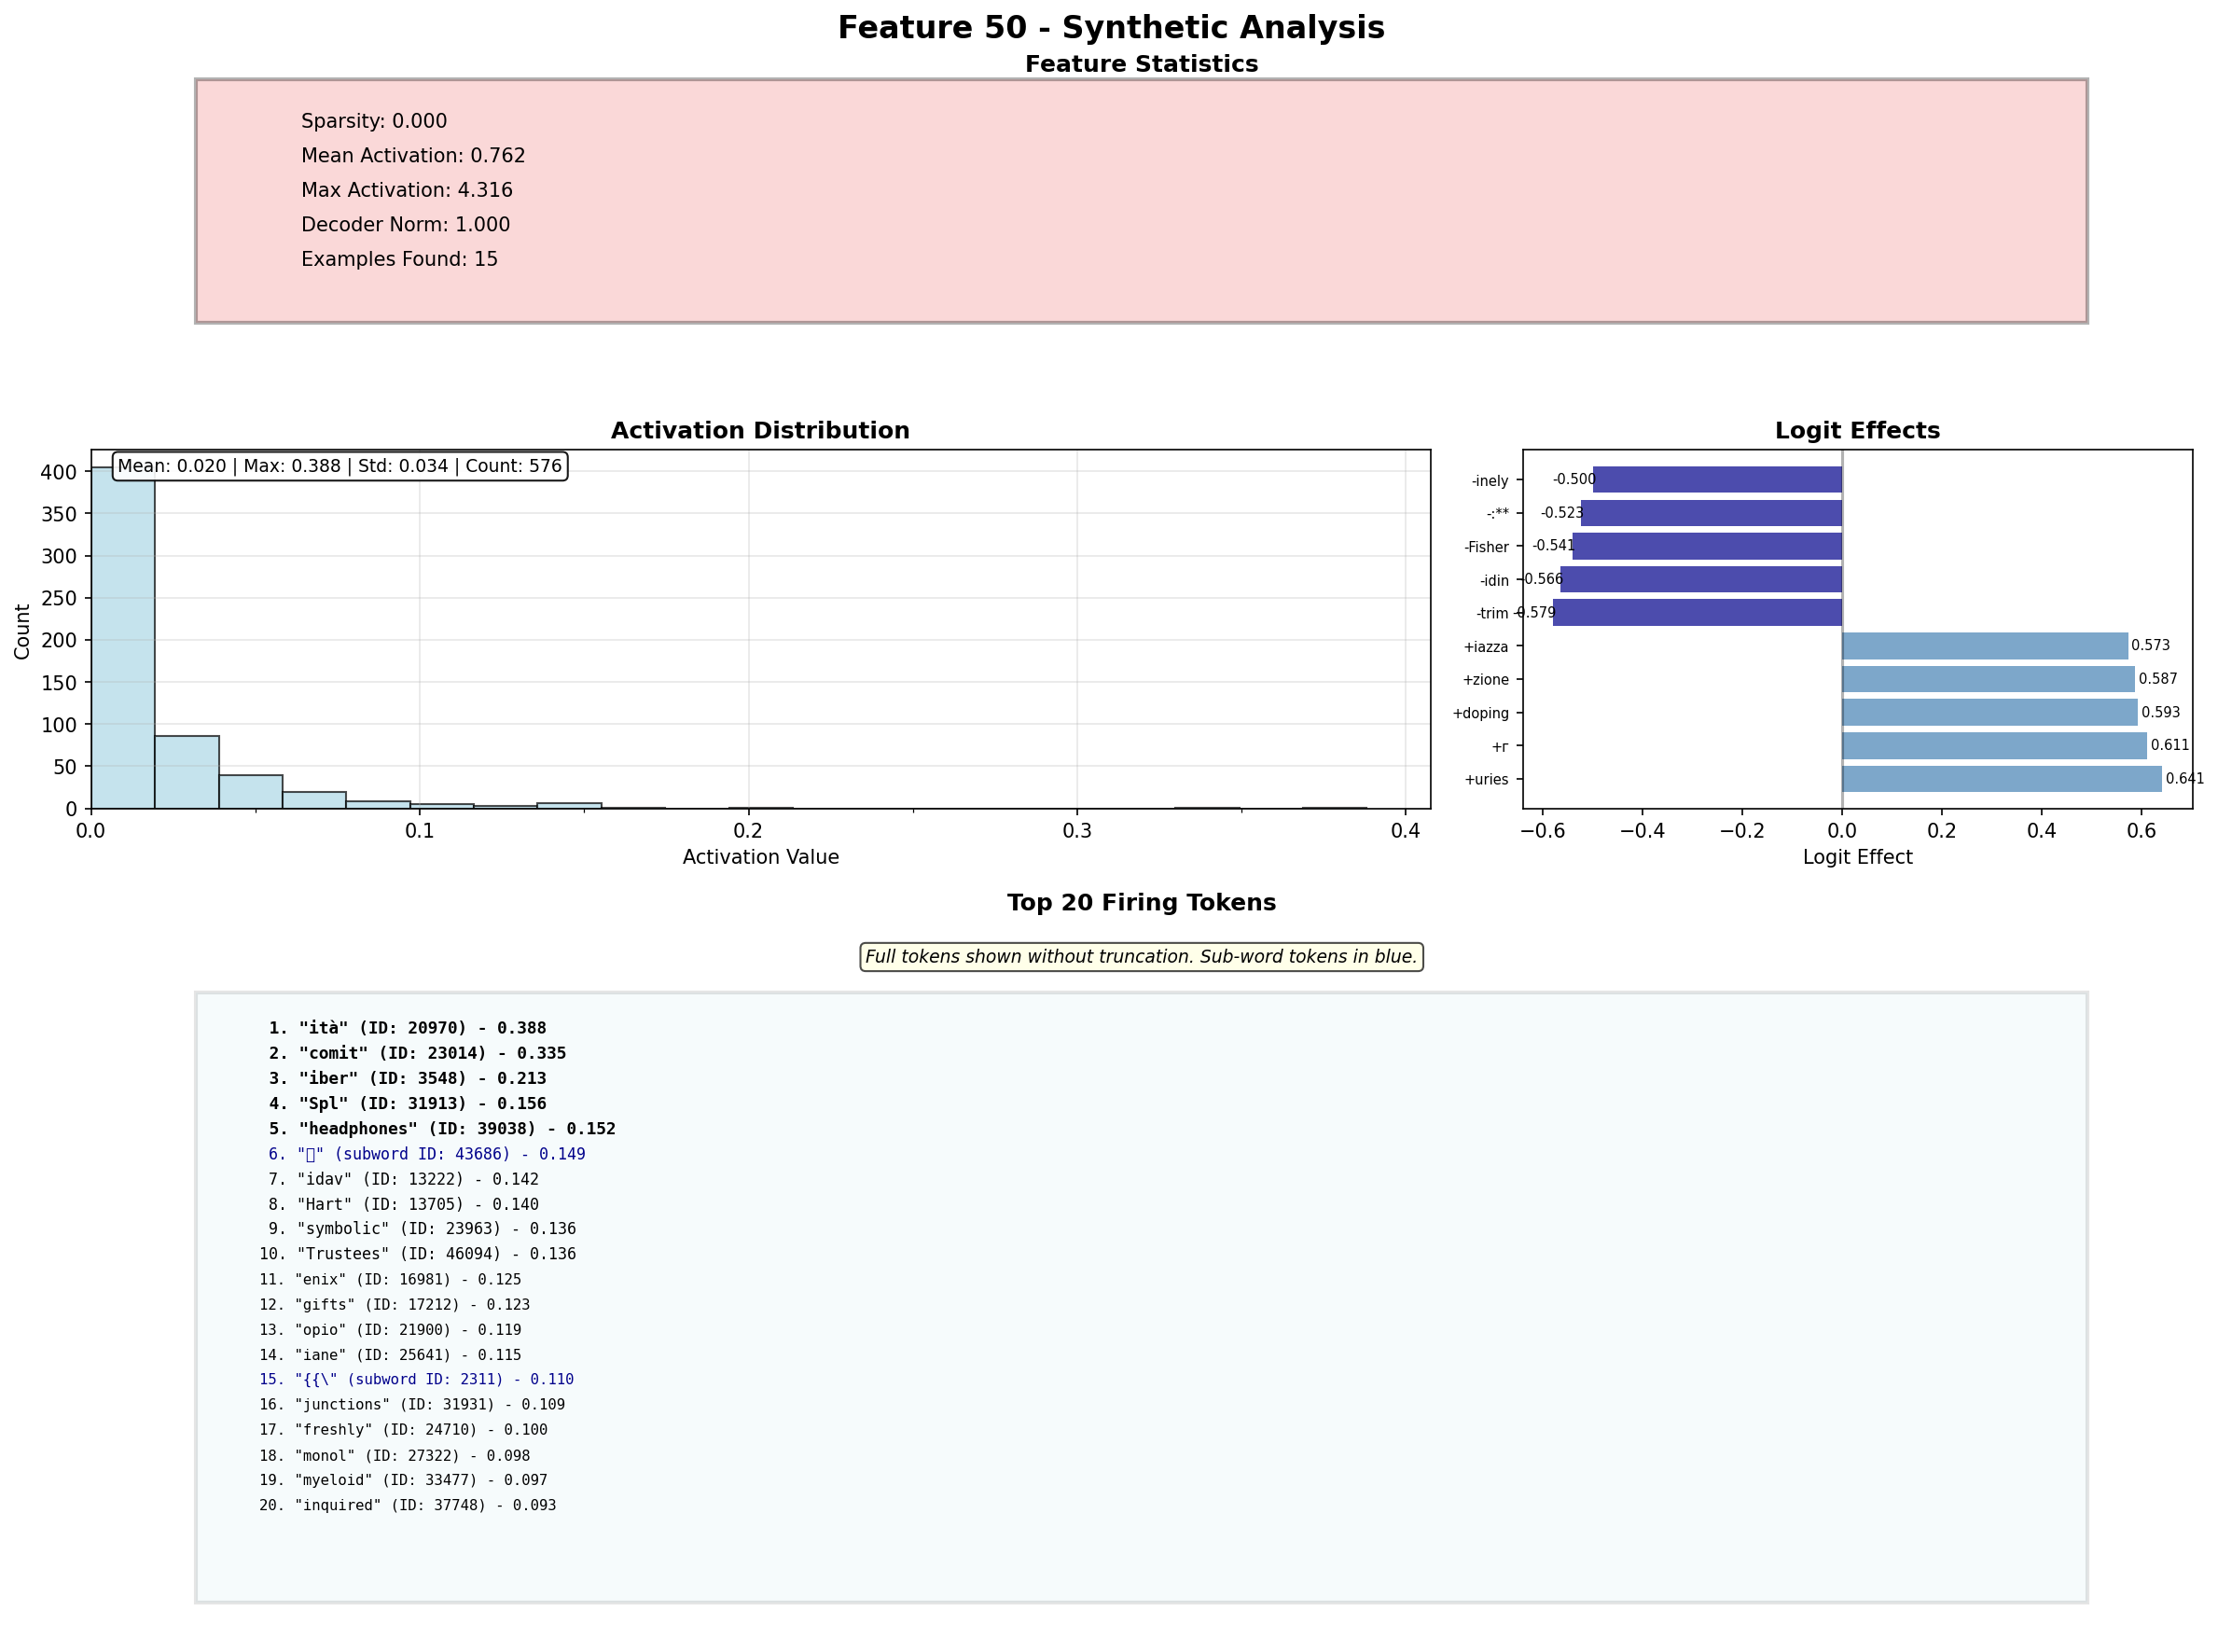 Feature 50 - Synthetic Analysis
Feature Statistics
Sparsity: 0.000
Mean Activation: 0.762
Max Activation: 4.316
Decoder Norm: 1.000
Examples Found: 15
Activation Distribution
Mean: 0.020 | Max: 0.388 | Std: 0.034 | Count: 576
400
350
300
250
200
150
100
50
0
Count
0.0 0.1 0.2 0.3 0.4
Activation Value
Logit Effects
-inely -0.500
-:** -0.523
-Fisher -0.541
-idin -0.566
-trim -0.579
+iazza 0.573
+zione 0.587
+doping 0.593
+r 0.611
+uries 0.641
−0.6 −0.4 −0.2 0.0 0.2 0.4 0.6
Logit Effect
Top 20 Firing Tokens
Full tokens shown without truncation. Sub-word tokens in blue.
1. "ità" (ID: 20970) - 0.388
2. "comit" (ID: 23014) - 0.335
3. "iber" (ID: 3548) - 0.213
4. "Spl" (ID: 31913) - 0.156
5. "headphones" (ID: 39038) - 0.152
6. "▯" (subword ID: 43686) - 0.149
7. "idav" (ID: 13222) - 0.142
8. "Hart" (ID: 13705) - 0.140
9. "symbolic" (ID: 23963) - 0.136
10. "Trustees" (ID: 46094) - 0.136
11. "enix" (ID: 16981) - 0.125
12. "gifts" (ID: 17212) - 0.123
13. "opio" (ID: 21900) - 0.119
14. "iane" (ID: 25641) - 0.115
15. "{{\" (subword ID: 2311) - 0.110
16. "junctions" (ID: 31931) - 0.109
17. "freshly" (ID: 24710) - 0.100
18. "monol" (ID: 27322) - 0.098
19. "myeloid" (ID: 33477) - 0.097
20. "inquired" (ID: 37748) - 0.093